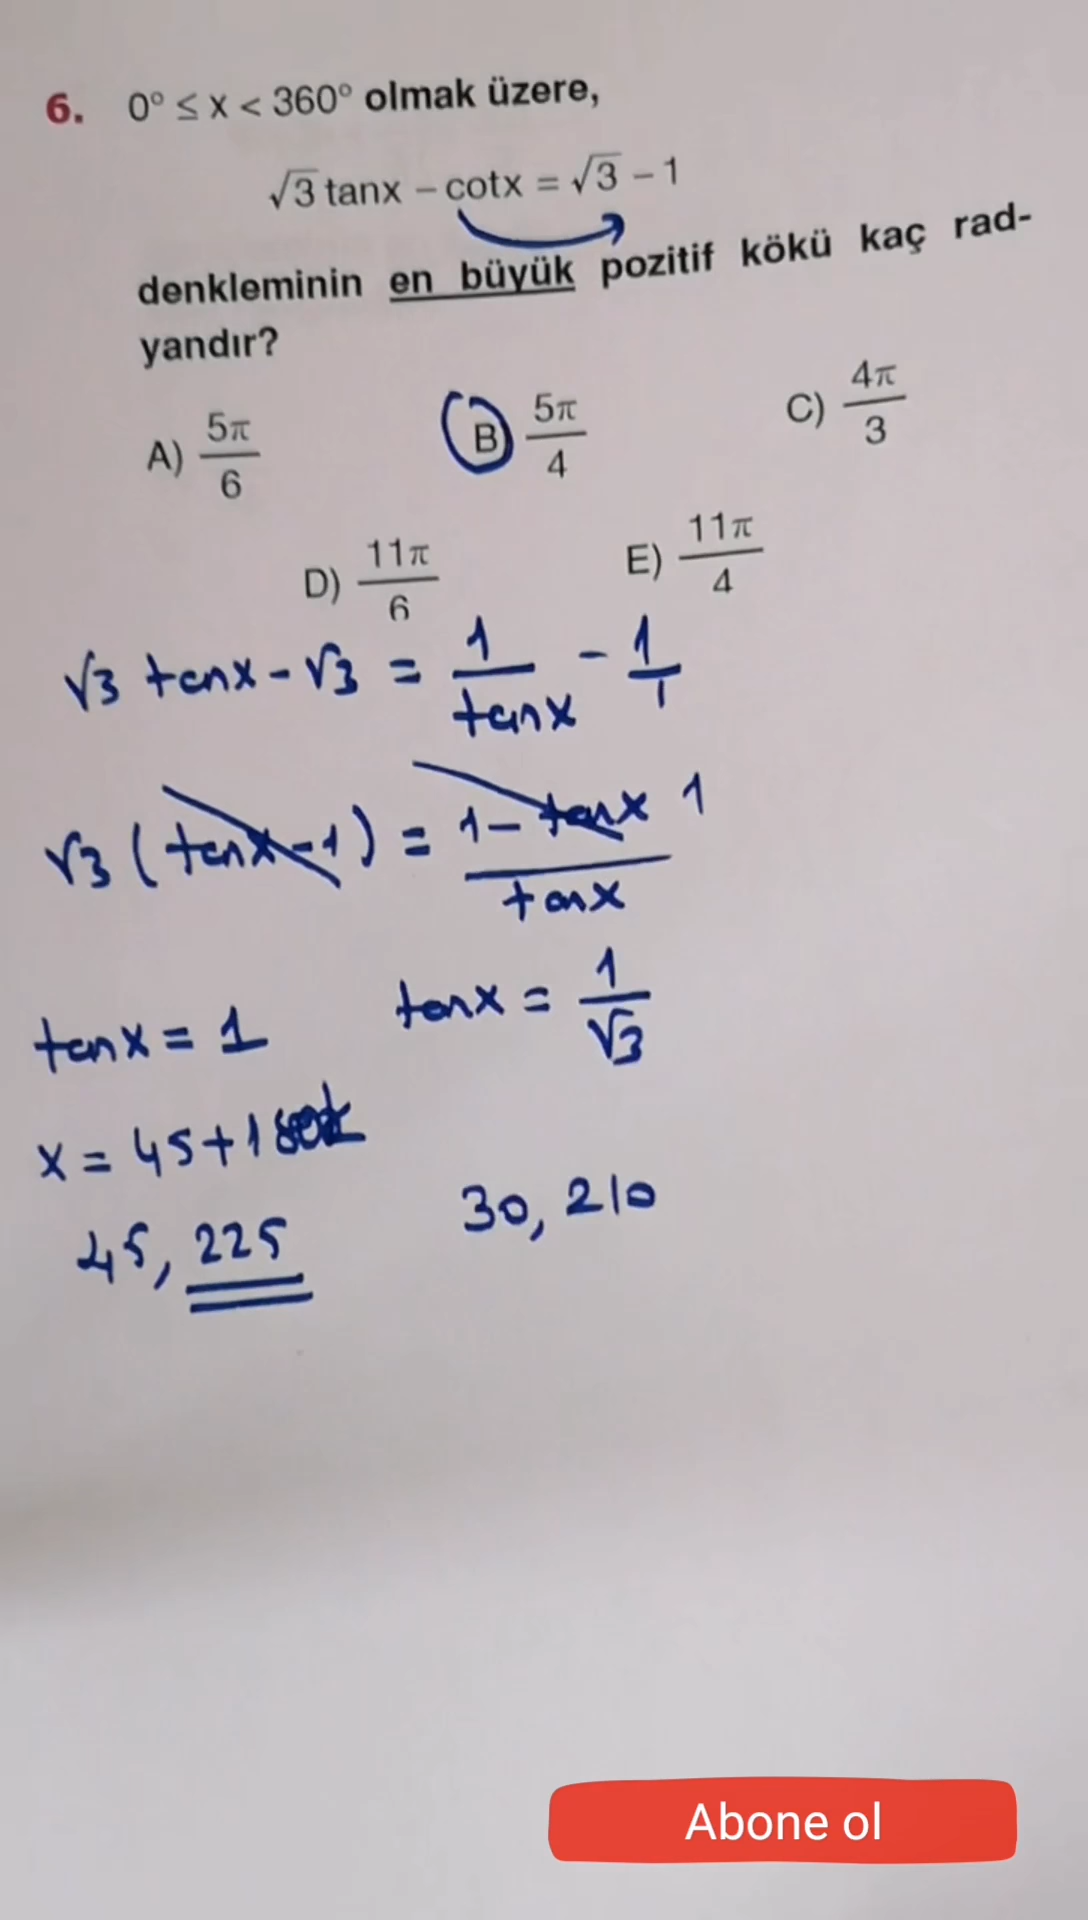 6. 0° ≤ x < 360° olmak üzere,
√3 tanx – cotx = √3 – 1
denkleminin en büyük pozitif kökü kaç rad-
yandır?
A) 5π/6 B) 5π/4 C) 4π/3
D) 11π/6 E) 11π/4
√3 tanx - √3 = 1/tanx - 1/1
√3 (tanx-1) = 1-tanx 1/tanx
tanx = 1 tanx = 1/√3
x = 45+180k
45, 225 30, 210
Abone ol